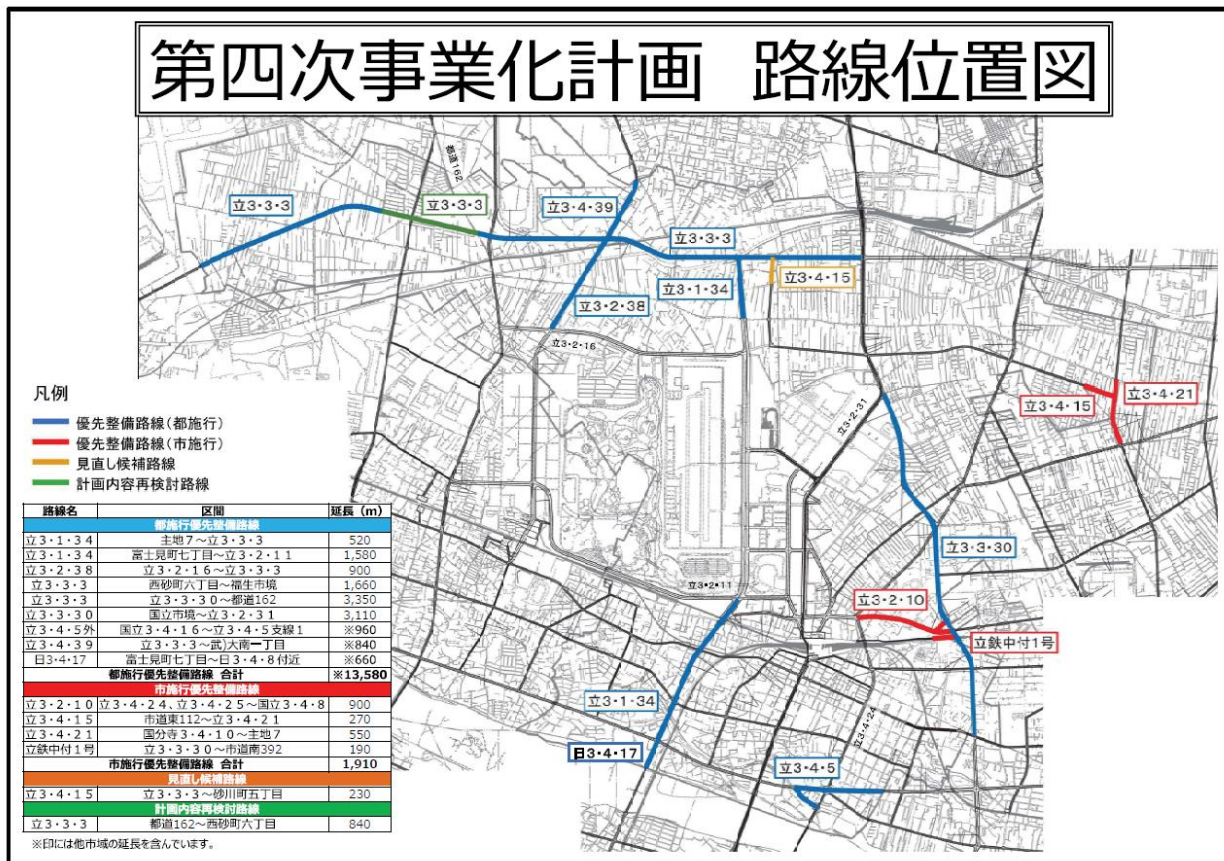 第四次事業化計画 路線位置図
都道162
立3・3・3
立3・3・3
立3・4・39
立3・3・3
立3・1・34
立3・4・15
立3・2・38
立3・2・16
立3・2・31
立3・4・15
立3・4・21
立3・3・30
立3・2・11
立3・2・10
立鉄中付1号
立3・1・34
立3・4・24
日3・4・17
立3・4・5
凡例
優先整備路線(都施行)
優先整備路線(市施行)
見直し候補路線
計画内容再検討路線
路線名 区間 延長（m）
都施行優先整備路線
立3・1・34 主地7～立3・3・3 520
立3・1・34 富士見町七丁目～立3・2・11 1,580
立3・2・38 立3・2・16～立3・3・3 900
立3・3・3 西砂町六丁目～福生市境 1,660
立3・3・3 立3・3・30～都道162 3,350
立3・3・30 国立市境～立3・2・31 3,110
立3・4・5外 国立3・4・16～立3・4・5支線1 ※960
立3・4・39 立3・3・3～武)大南一丁目 ※840
日3・4・17 富士見町七丁目～日3・4・8付近 ※660
都施行優先整備路線 合計 ※13,580
市施行優先整備路線
立3・2・10 立3・4・24、立3・4・25～国立3・4・8 900
立3・4・15 市道東112～立3・4・21 270
立3・4・21 国分寺3・4・10～主地7 550
立鉄中付1号 立3・3・30～市道南392 190
市施行優先整備路線 合計 1,910
見直し候補路線
立3・4・15 立3・3・3～砂川町五丁目 230
計画内容再検討路線
立3・3・3 都道162～西砂町六丁目 840
※印には他市域の延長を含んでいます。